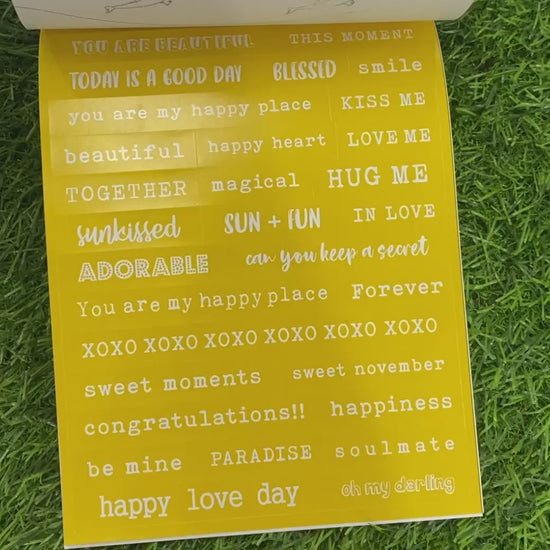 YOU ARE BEAUTIFUL THIS MOMENT
TODAY IS A GOOD DAY BLESSED smile
you are my happy place KISS ME
beautiful happy heart LOVE ME
TOGETHER magical HUG ME
sunkissed SUN + FUN IN LOVE
ADORABLE can you keep a secret
You are my happy place Forever
XOXO XOXO XOXO XOXO XOXO XOXO
sweet moments sweet november
congratulations!! happiness
be mine PARADISE soulmate
happy love day oh my darling